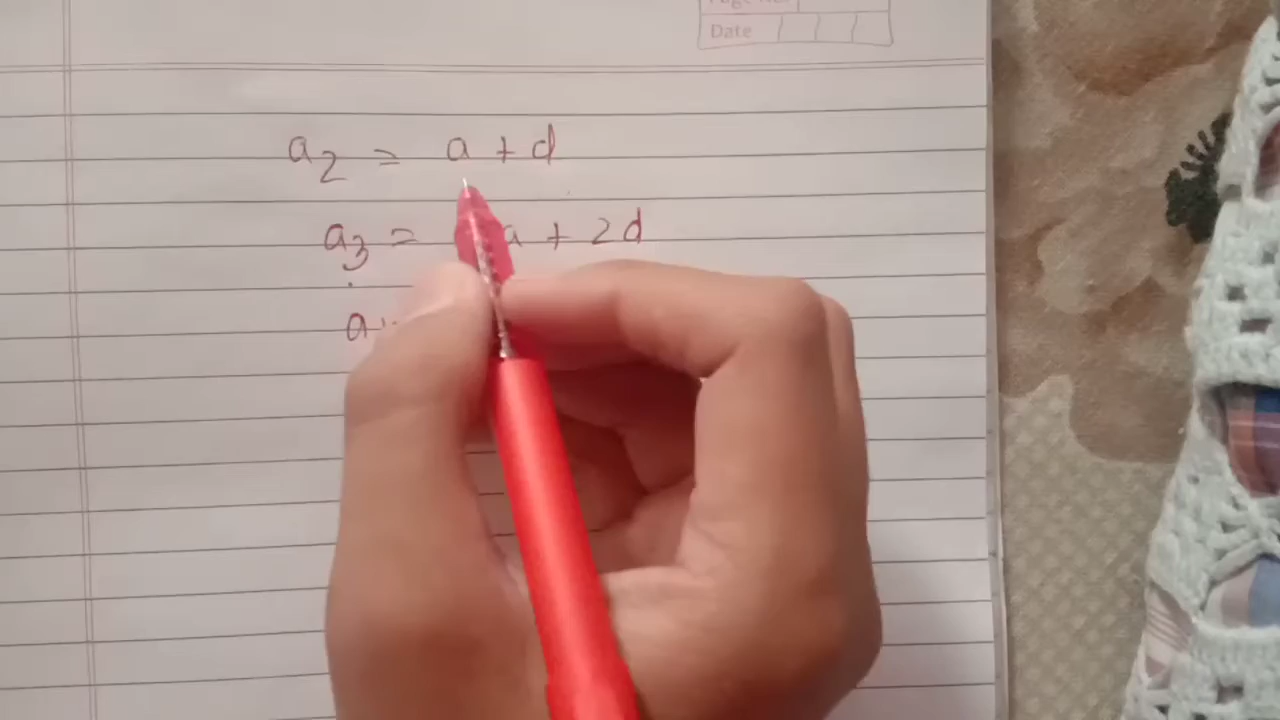 Date
a2 = a + d
a3 = a + 2d